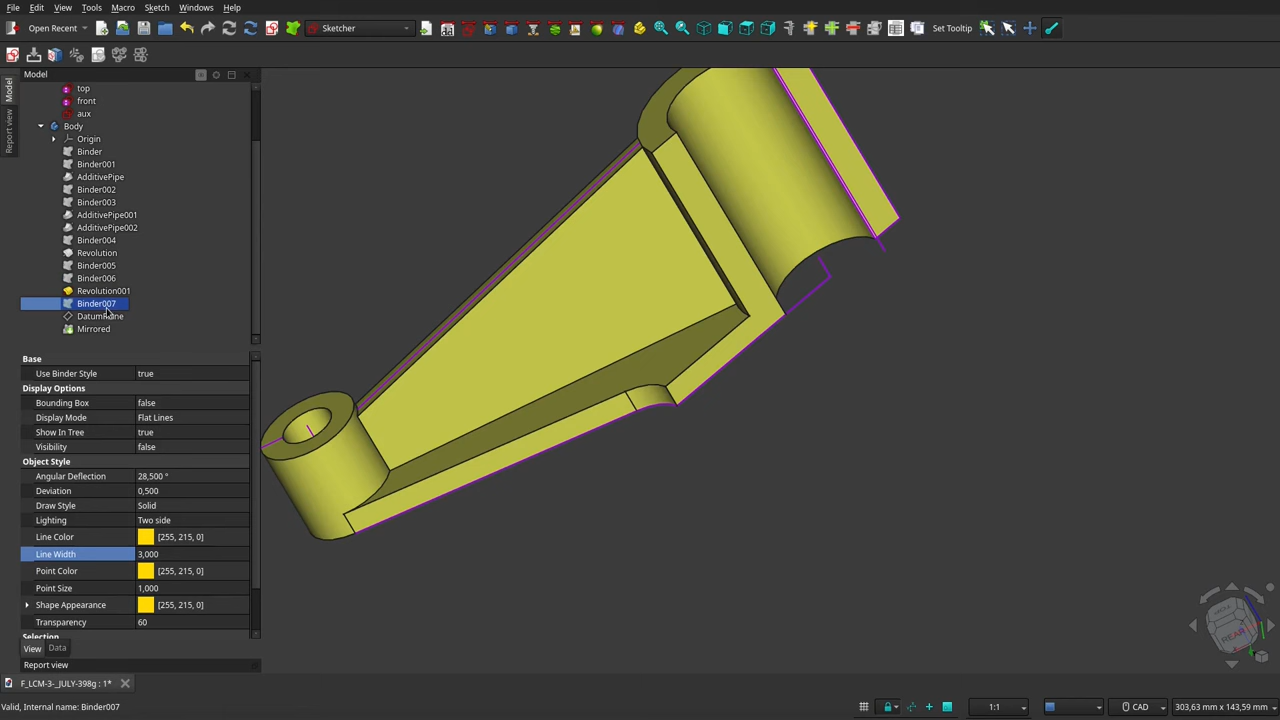 File Edit View Tools Macro Sketch Windows Help
Open Recent Sketcher Set Tooltip
Model
Model
Report view
top
front
aux
Body
Origin
Binder
Binder001
AdditivePipe
Binder002
Binder003
AdditivePipe001
AdditivePipe002
Binder004
Revolution
Binder005
Binder006
Revolution001
Binder007
DatumPlane
Mirrored
Base
Use Binder Style true
Display Options
Bounding Box false
Display Mode Flat Lines
Show In Tree true
Visibility false
Object Style
Angular Deflection 28,500 °
Deviation 0,500
Draw Style Solid
Lighting Two side
Line Color [255, 215, 0]
Line Width 3,000
Point Color [255, 215, 0]
Point Size 1,000
Shape Appearance [255, 215, 0]
Transparency 60
Selection
View Data
Report view
REAR
F_LCM-3-_JULY-398g : 1*
Valid, Internal name: Binder007 1:1 CAD 303,63 mm x 143,59 mm